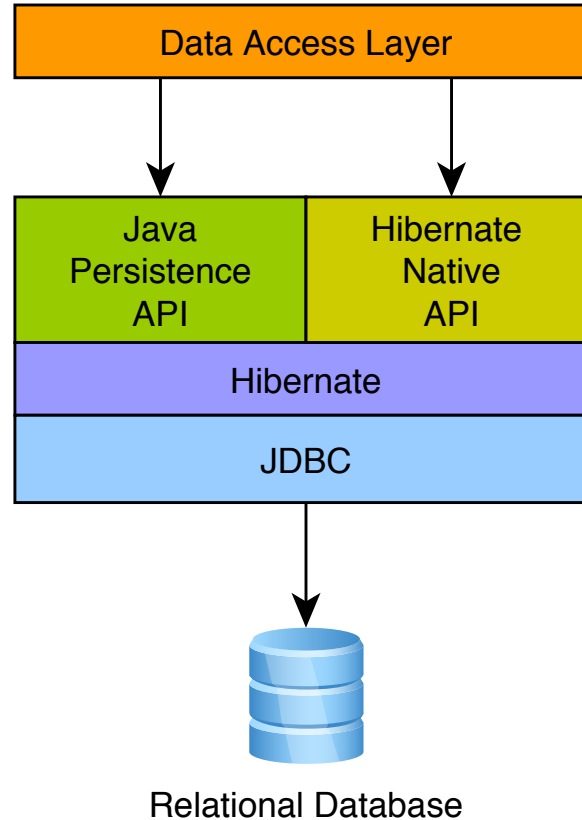 Data Access Layer
Java
Persistence
API
Hibernate
Native
API
Hibernate
JDBC
Relational Database